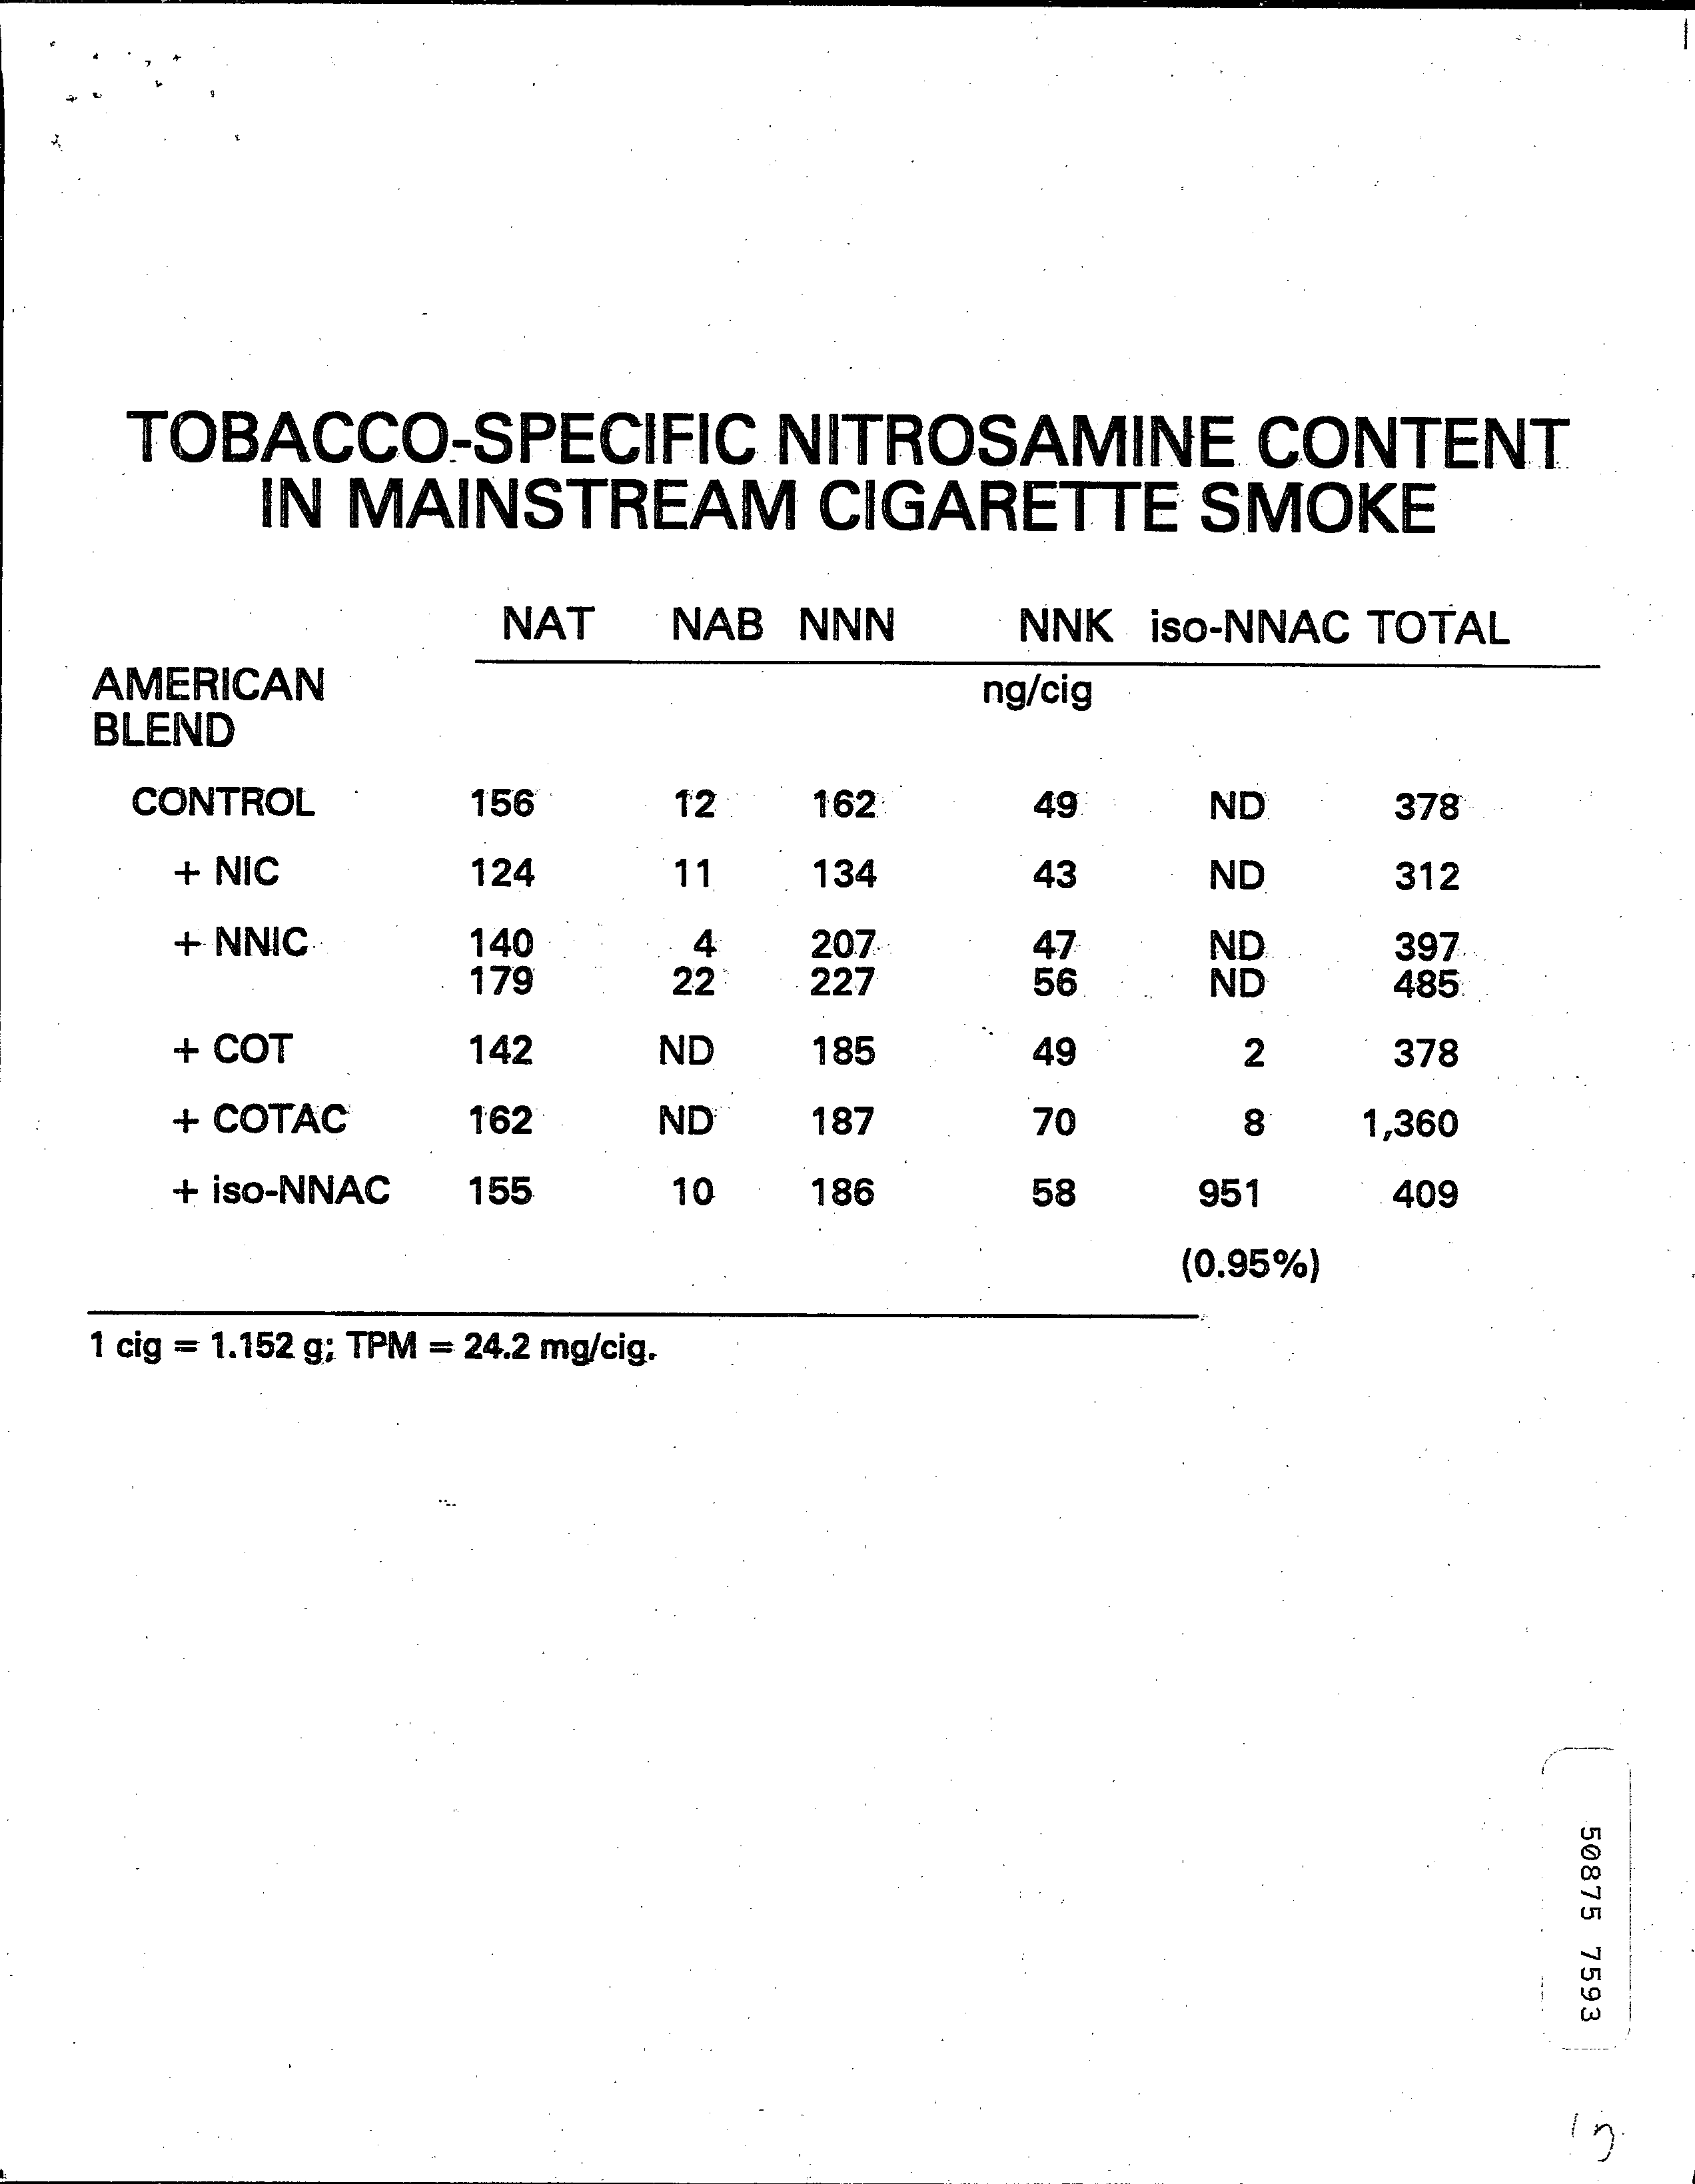 TOBACCO-SPECIFIC NITROSAMINE CONTENT
IN MAINSTREAM CIGARETTE SMOKE
NAT NAB NNN NNK iso-NNAC TOTAL
AMERICAN ng/cig
BLEND
CONTROL 156 12 162 49 ND 378
+ NIC 124 11 134 43 ND 312
+ NNIC 140 4 207 47 ND 397
179 22 227 56 ND 485
+ COT 142 ND 185 49 2 378
+ COTAC 162 ND 187 70 8 1,360
+ iso-NNAC 155 10 186 58 951 409
(0.95%)
1 cig = 1.152 g; TPM = 24.2 mg/cig.
50875 7593